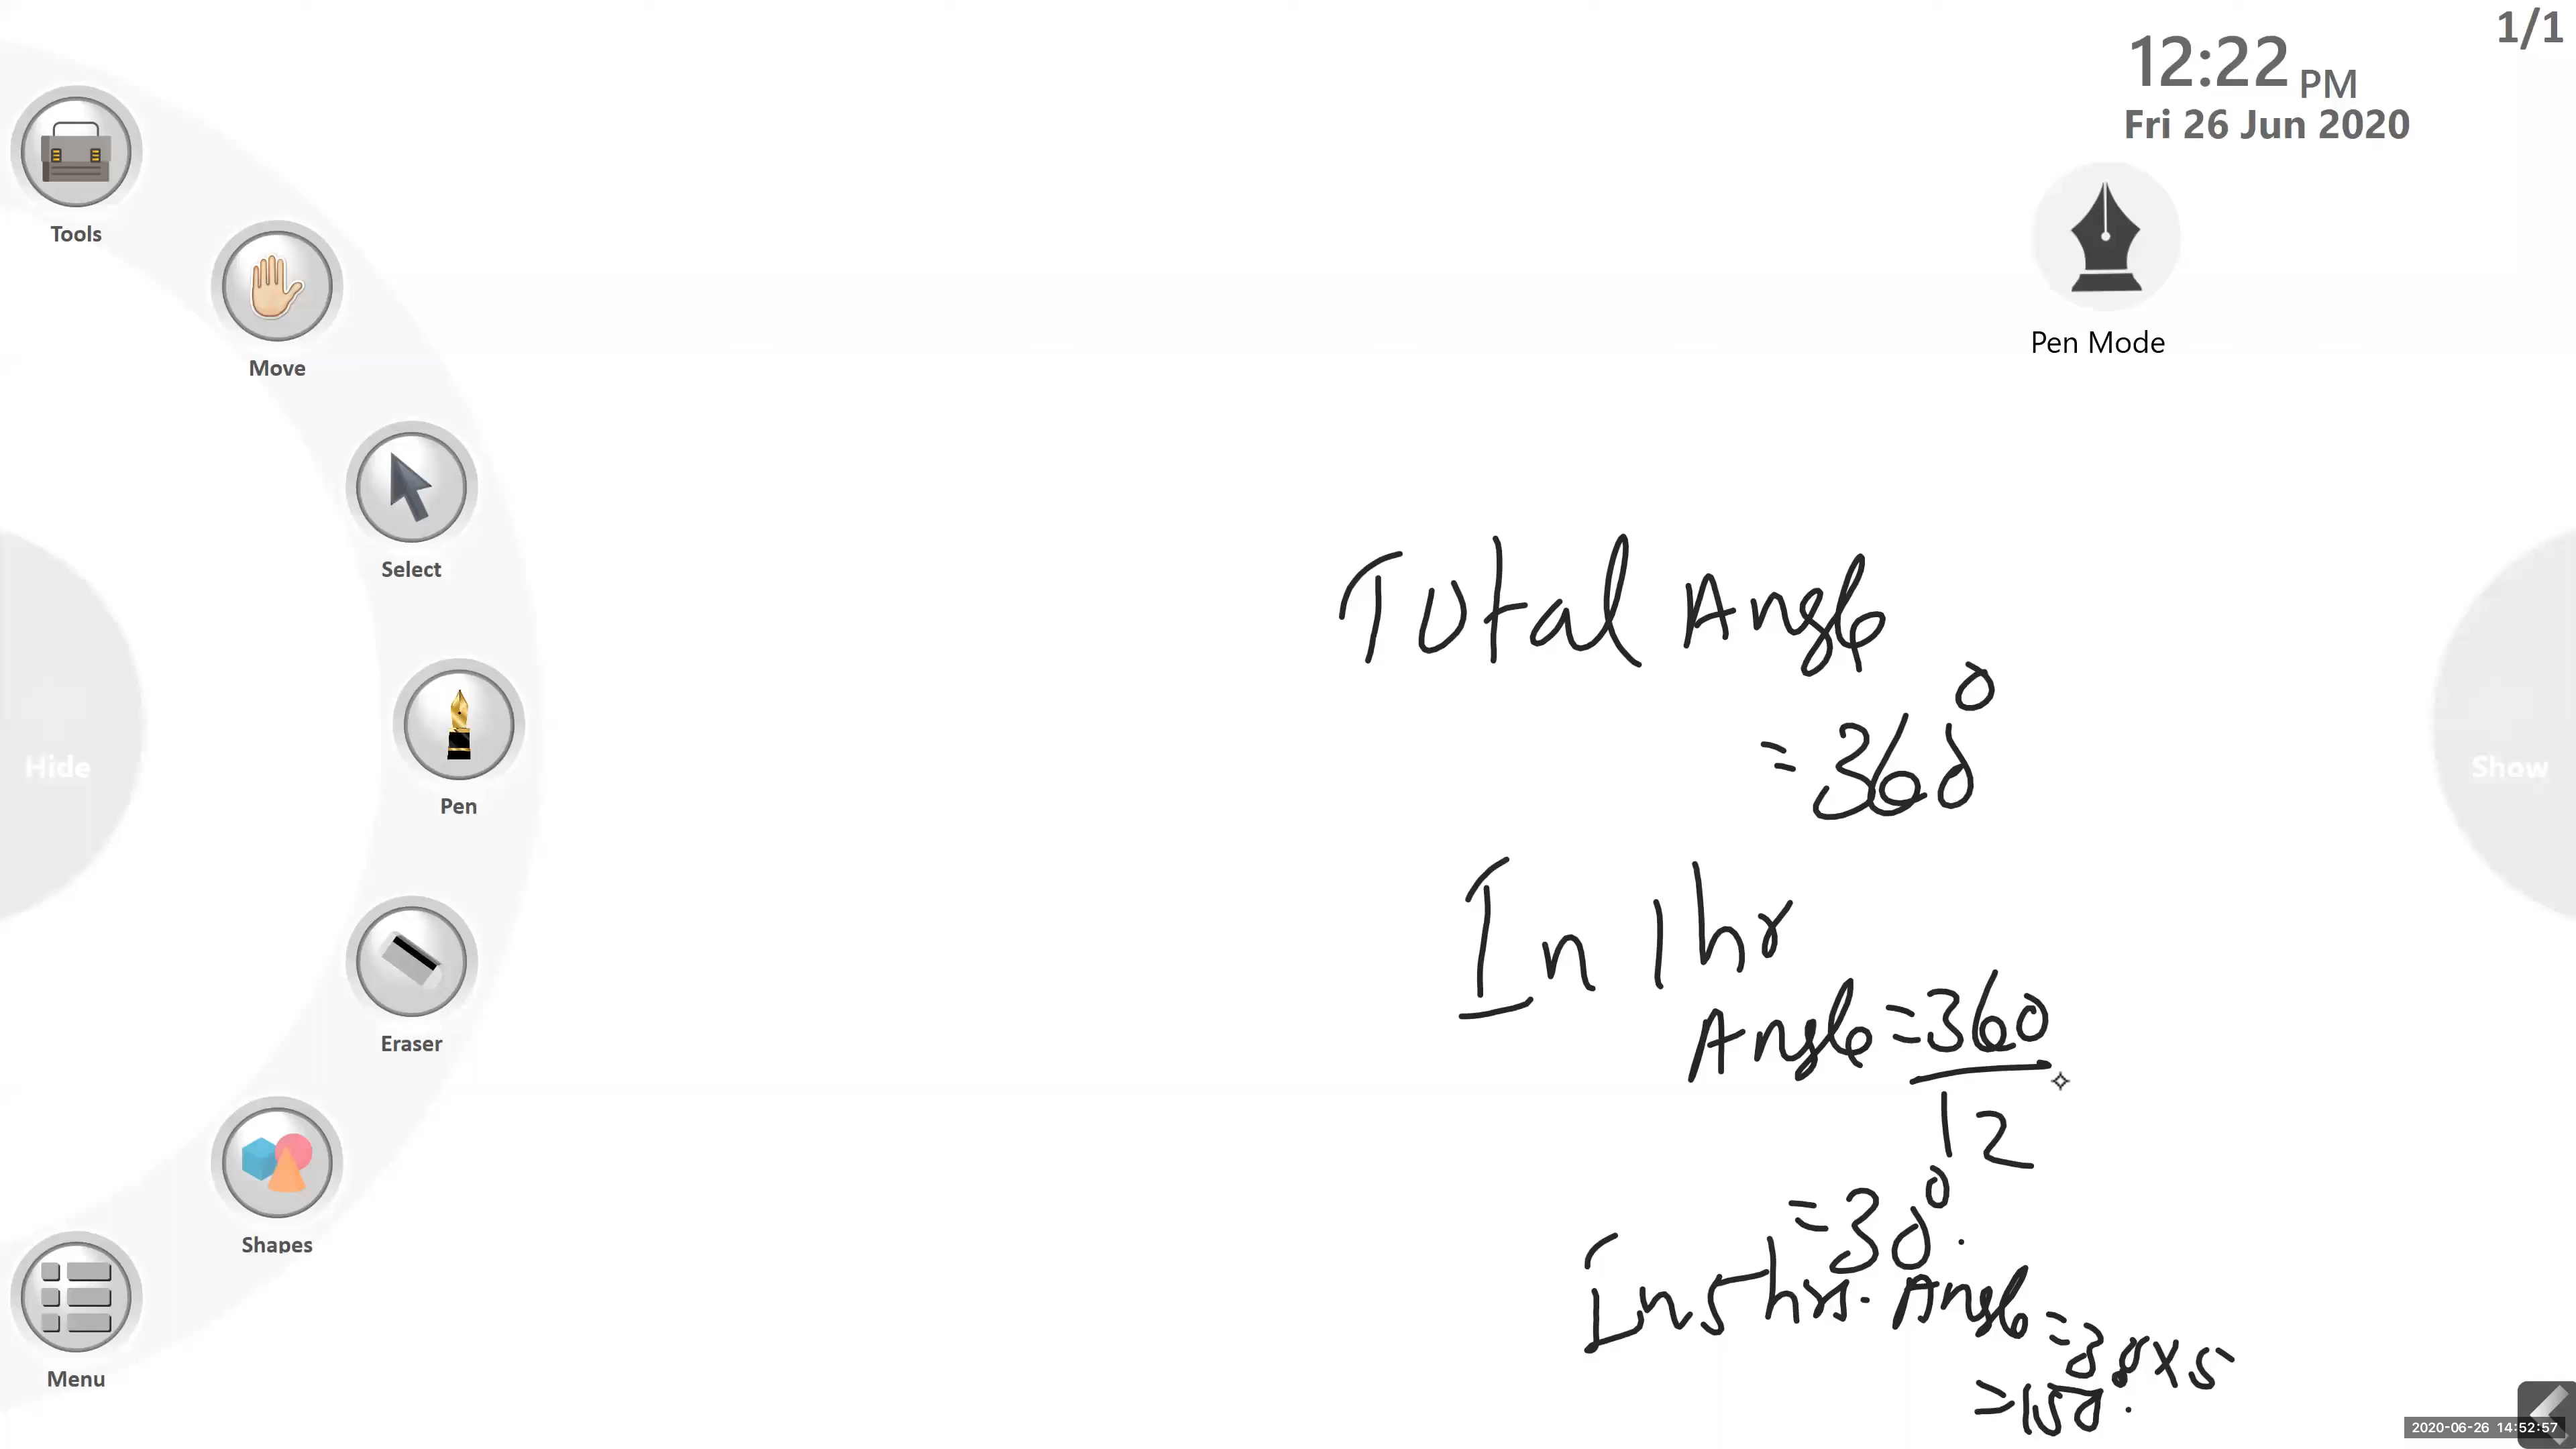 1/1
12:22 PM
Fri 26 Jun 2020
Tools
Move
Pen Mode
Select
Total Angle
= 360°
Hide
Show
Pen
In 1hr
Angle = 360
12
Eraser
= 30°.
Shapes
In 5 hrs. Angle = 30° x 5
= 150°.
Menu
2020-06-26 14:52:57